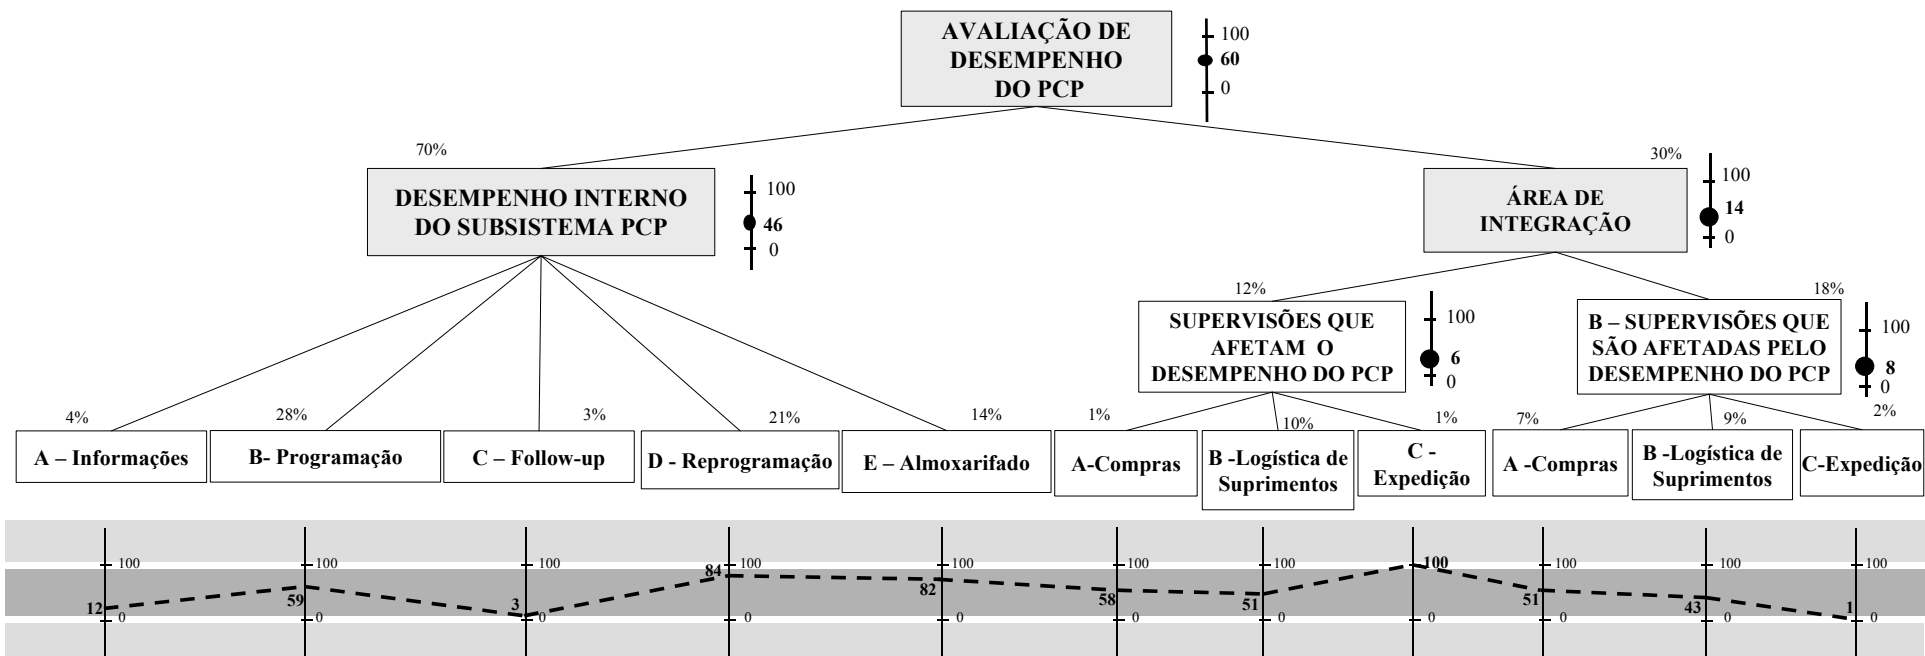 AVALIAÇÃO DE
DESEMPENHO
DO PCP
100
60
0
70%
30%
DESEMPENHO INTERNO
DO SUBSISTEMA PCP
100
46
0
ÁREA DE
INTEGRAÇÃO
100
14
0
12%
18%
SUPERVISÕES QUE
AFETAM O
DESEMPENHO DO PCP
100
6
0
B – SUPERVISÕES QUE
SÃO AFETADAS PELO
DESEMPENHO DO PCP
100
8
0
4%
28%
3%
21%
14%
1%
10%
1%
7%
9%
2%
A – Informações
B- Programação
C – Follow-up
D - Reprogramação
E – Almoxarifado
A-Compras
B -Logística de
Suprimentos
C -
Expedição
A -Compras
B -Logística de
Suprimentos
C-Expedição
100
12
0
100
59
0
100
3
0
84
100
0
100
82
0
100
58
0
100
51
0
100
0
100
51
0
100
43
0
100
1
0